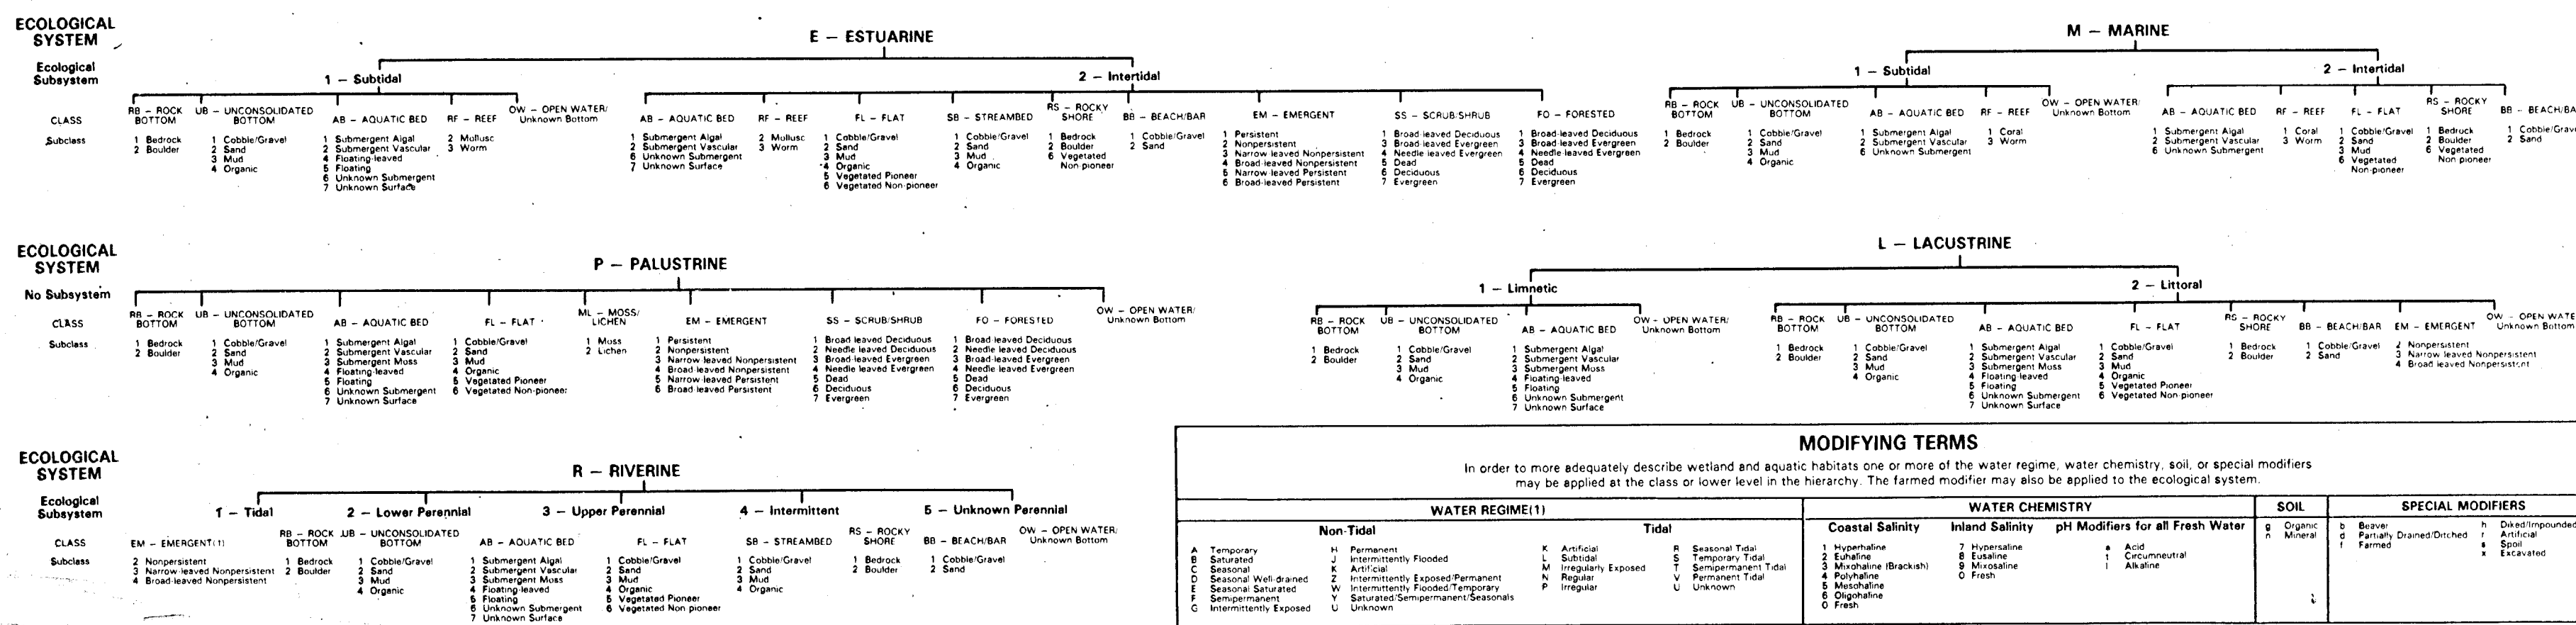 ECOLOGICAL
SYSTEM
E — ESTUARINE
M — MARINE
Ecological
Subsystem
1 — Subtidal
2 — Intertidal
1 — Subtidal
2 — Intertidal
CLASS
RB – ROCK
BOTTOM
UB – UNCONSOLIDATED
BOTTOM
AB – AQUATIC BED
RF – REEF
OW – OPEN WATER/
Unknown Bottom
AB – AQUATIC BED
RF – REEF
FL – FLAT
SB – STREAMBED
RS – ROCKY
SHORE
BB – BEACH/BAR
EM – EMERGENT
SS – SCRUB/SHRUB
FO – FORESTED
RB – ROCK
BOTTOM
UB – UNCONSOLIDATED
BOTTOM
AB – AQUATIC BED
RF – REEF
OW – OPEN WATER/
Unknown Bottom
AB – AQUATIC BED
RF – REEF
FL – FLAT
RS – ROCKY
SHORE
BB – BEACH/BA
Subclass
1 Bedrock
2 Boulder
1 Cobble/Gravel
2 Sand
3 Mud
4 Organic
1 Submergent Algal
2 Submergent Vascular
4 Floating-leaved
5 Floating
6 Unknown Submergent
7 Unknown Surface
2 Mollusc
3 Worm
1 Submergent Algal
2 Submergent Vascular
6 Unknown Submergent
7 Unknown Surface
2 Mollusc
3 Worm
1 Cobble/Gravel
2 Sand
3 Mud
4 Organic
5 Vegetated Pioneer
6 Vegetated Non-pioneer
1 Cobble/Gravel
2 Sand
3 Mud
4 Organic
1 Bedrock
2 Boulder
6 Vegetated
Non-pioneer
1 Cobble/Gravel
2 Sand
1 Persistent
2 Nonpersistent
3 Narrow-leaved Nonpersistent
4 Broad-leaved Nonpersistent
5 Narrow-leaved Persistent
6 Broad-leaved Persistent
1 Broad-leaved Deciduous
3 Broad-leaved Evergreen
4 Needle-leaved Evergreen
5 Dead
6 Deciduous
7 Evergreen
1 Broad-leaved Deciduous
3 Broad-leaved Evergreen
4 Needle-leaved Evergreen
5 Dead
6 Deciduous
7 Evergreen
1 Bedrock
2 Boulder
1 Cobble/Gravel
2 Sand
3 Mud
4 Organic
1 Submergent Algal
2 Submergent Vascular
6 Unknown Submergent
1 Coral
3 Worm
1 Submergent Algal
2 Submergent Vascular
6 Unknown Submergent
1 Coral
3 Worm
1 Cobble/Gravel
2 Sand
3 Mud
6 Vegetated
Non-pioneer
1 Bedrock
2 Boulder
6 Vegetated
Non-pioneer
1 Cobble/Grave
2 Sand
ECOLOGICAL
SYSTEM
P — PALUSTRINE
L — LACUSTRINE
No Subsystem
1 — Limnetic
2 — Littoral
CLASS
RB – ROCK
BOTTOM
UB – UNCONSOLIDATED
BOTTOM
AB – AQUATIC BED
FL – FLAT
ML – MOSS/
LICHEN
EM – EMERGENT
SS – SCRUB/SHRUB
FO – FORESTED
OW – OPEN WATER/
Unknown Bottom
RB – ROCK
BOTTOM
UB – UNCONSOLIDATED
BOTTOM
AB – AQUATIC BED
OW – OPEN WATER/
Unknown Bottom
RB – ROCK
BOTTOM
UB – UNCONSOLIDATED
BOTTOM
AB – AQUATIC BED
FL – FLAT
RS – ROCKY
SHORE
BB – BEACH/BAR
EM – EMERGENT
OW – OPEN WATE
Unknown Bottom
Subclass
1 Bedrock
2 Boulder
1 Cobble/Gravel
2 Sand
3 Mud
4 Organic
1 Submergent Algal
2 Submergent Vascular
3 Submergent Moss
4 Floating-leaved
5 Floating
6 Unknown Submergent
7 Unknown Surface
1 Cobble/Gravel
2 Sand
3 Mud
4 Organic
5 Vegetated Pioneer
6 Vegetated Non-pioneer
1 Moss
2 Lichen
1 Persistent
2 Nonpersistent
3 Narrow-leaved Nonpersistent
4 Broad-leaved Nonpersistent
5 Narrow-leaved Persistent
6 Broad-leaved Persistent
1 Broad-leaved Deciduous
2 Needle-leaved Deciduous
3 Broad-leaved Evergreen
4 Needle-leaved Evergreen
5 Dead
6 Deciduous
7 Evergreen
1 Broad-leaved Deciduous
2 Needle-leaved Deciduous
3 Broad-leaved Evergreen
4 Needle-leaved Evergreen
5 Dead
6 Deciduous
7 Evergreen
1 Bedrock
2 Boulder
1 Cobble/Gravel
2 Sand
3 Mud
4 Organic
1 Submergent Algal
2 Submergent Vascular
3 Submergent Moss
4 Floating-leaved
5 Floating
6 Unknown Submergent
7 Unknown Surface
1 Bedrock
2 Boulder
1 Cobble/Gravel
2 Sand
3 Mud
4 Organic
1 Submergent Algal
2 Submergent Vascular
3 Submergent Moss
4 Floating-leaved
5 Floating
6 Unknown Submergent
7 Unknown Surface
1 Cobble/Gravel
2 Sand
3 Mud
4 Organic
5 Vegetated Pioneer
6 Vegetated Non-pioneer
1 Bedrock
2 Boulder
1 Cobble/Gravel
2 Sand
2 Nonpersistent
3 Narrow-leaved Nonpersistent
4 Broad-leaved Nonpersistent
ECOLOGICAL
SYSTEM
R — RIVERINE
Ecological
Subsystem
1 — Tidal
2 — Lower Perennial
3 — Upper Perennial
4 — Intermittent
5 — Unknown Perennial
CLASS
EM – EMERGENT(1)
RB – ROCK
BOTTOM
UB – UNCONSOLIDATED
BOTTOM
AB – AQUATIC BED
FL – FLAT
SB – STREAMBED
RS – ROCKY
SHORE
BB – BEACH/BAR
OW – OPEN WATER/
Unknown Bottom
Subclass
2 Nonpersistent
3 Narrow-leaved Nonpersistent
4 Broad-leaved Nonpersistent
1 Bedrock
2 Boulder
1 Cobble/Gravel
2 Sand
3 Mud
4 Organic
1 Submergent Algal
2 Submergent Vascular
3 Submergent Moss
4 Floating-leaved
5 Floating
6 Unknown Submergent
7 Unknown Surface
1 Cobble/Gravel
2 Sand
3 Mud
4 Organic
5 Vegetated Pioneer
6 Vegetated Non-pioneer
1 Cobble/Gravel
2 Sand
3 Mud
4 Organic
1 Bedrock
2 Boulder
1 Cobble/Gravel
2 Sand
MODIFYING TERMS
In order to more adequately describe wetland and aquatic habitats one or more of the water regime, water chemistry, soil, or special modifiers
may be applied at the class or lower level in the hierarchy. The farmed modifier may also be applied to the ecological system.
WATER REGIME(1)
Non-Tidal
A Temporary
B Saturated
C Seasonal
D Seasonal Well-drained
E Seasonal Saturated
F Semipermanent
G Intermittently Exposed
H Permanent
J Intermittently Flooded
K Artificial
Z Intermittently Exposed/Permanent
W Intermittently Flooded/Temporary
Y Saturated/Semipermanent/Seasonals
U Unknown
Tidal
K Artificial
L Subtidal
M Irregularly Exposed
N Regular
P Irregular
R Seasonal Tidal
S Temporary Tidal
T Semipermanent Tidal
V Permanent Tidal
U Unknown
WATER CHEMISTRY
Coastal Salinity
1 Hyperhaline
2 Euhaline
3 Mixohaline (Brackish)
4 Polyhaline
5 Mesohaline
6 Oligohaline
0 Fresh
Inland Salinity
7 Hypersaline
8 Eusaline
9 Mixosaline
0 Fresh
pH Modifiers for all Fresh Water
a Acid
t Circumneutral
i Alkaline
SOIL
g Organic
n Mineral
SPECIAL MODIFIERS
b Beaver
d Partially Drained/Ditched
f Farmed
h Diked/Impounded
r Artificial
s Spoil
x Excavated